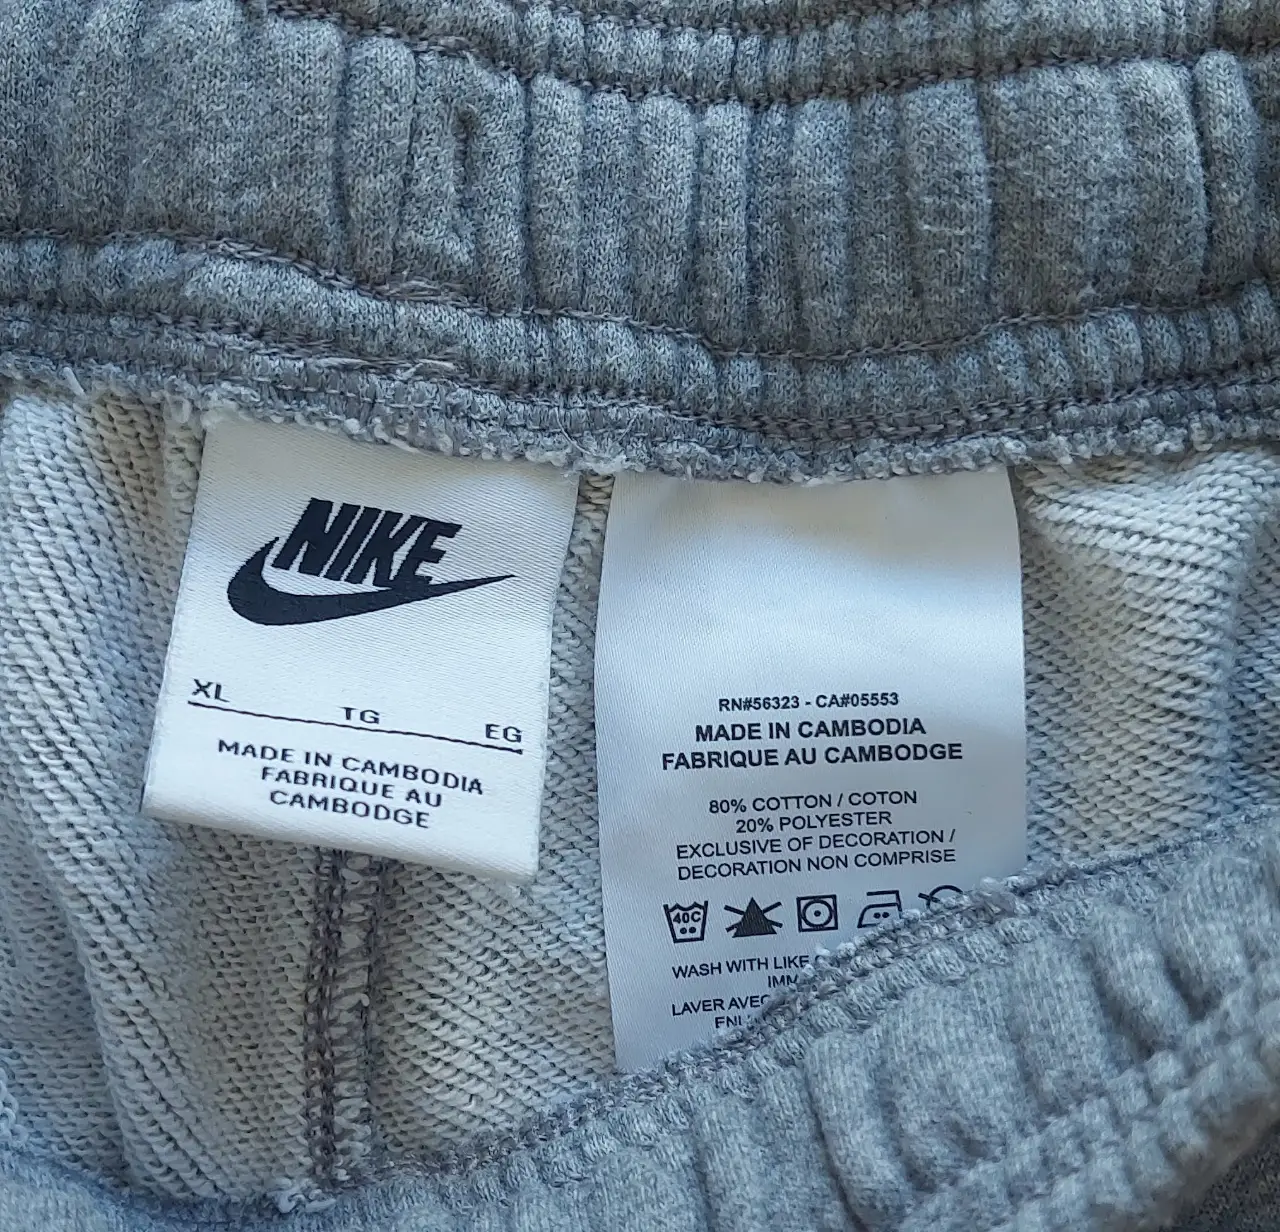 NIKE
XL
TG
EG
MADE IN CAMBODIA
FABRIQUE AU
CAMBODGE
RN#56323 - CA#05553
MADE IN CAMBODIA
FABRIQUE AU CAMBODGE
80% COTTON / COTON
20% POLYESTER
EXCLUSIVE OF DECORATION /
DECORATION NON COMPRISE
40C
WASH WITH LIKE
LAVER AVEC